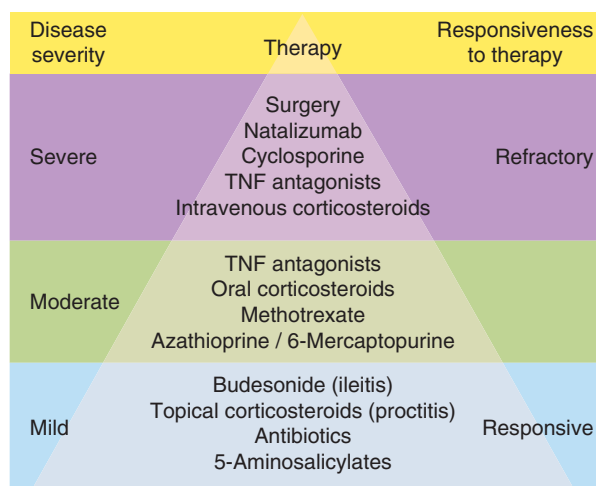 Disease
severity
Therapy
Responsiveness
to therapy
Severe
Surgery
Natalizumab
Cyclosporine
TNF antagonists
Intravenous corticosteroids
Refractory
Moderate
TNF antagonists
Oral corticosteroids
Methotrexate
Azathioprine / 6-Mercaptopurine
Mild
Budesonide (ileitis)
Topical corticosteroids (proctitis)
Antibiotics
5-Aminosalicylates
Responsive